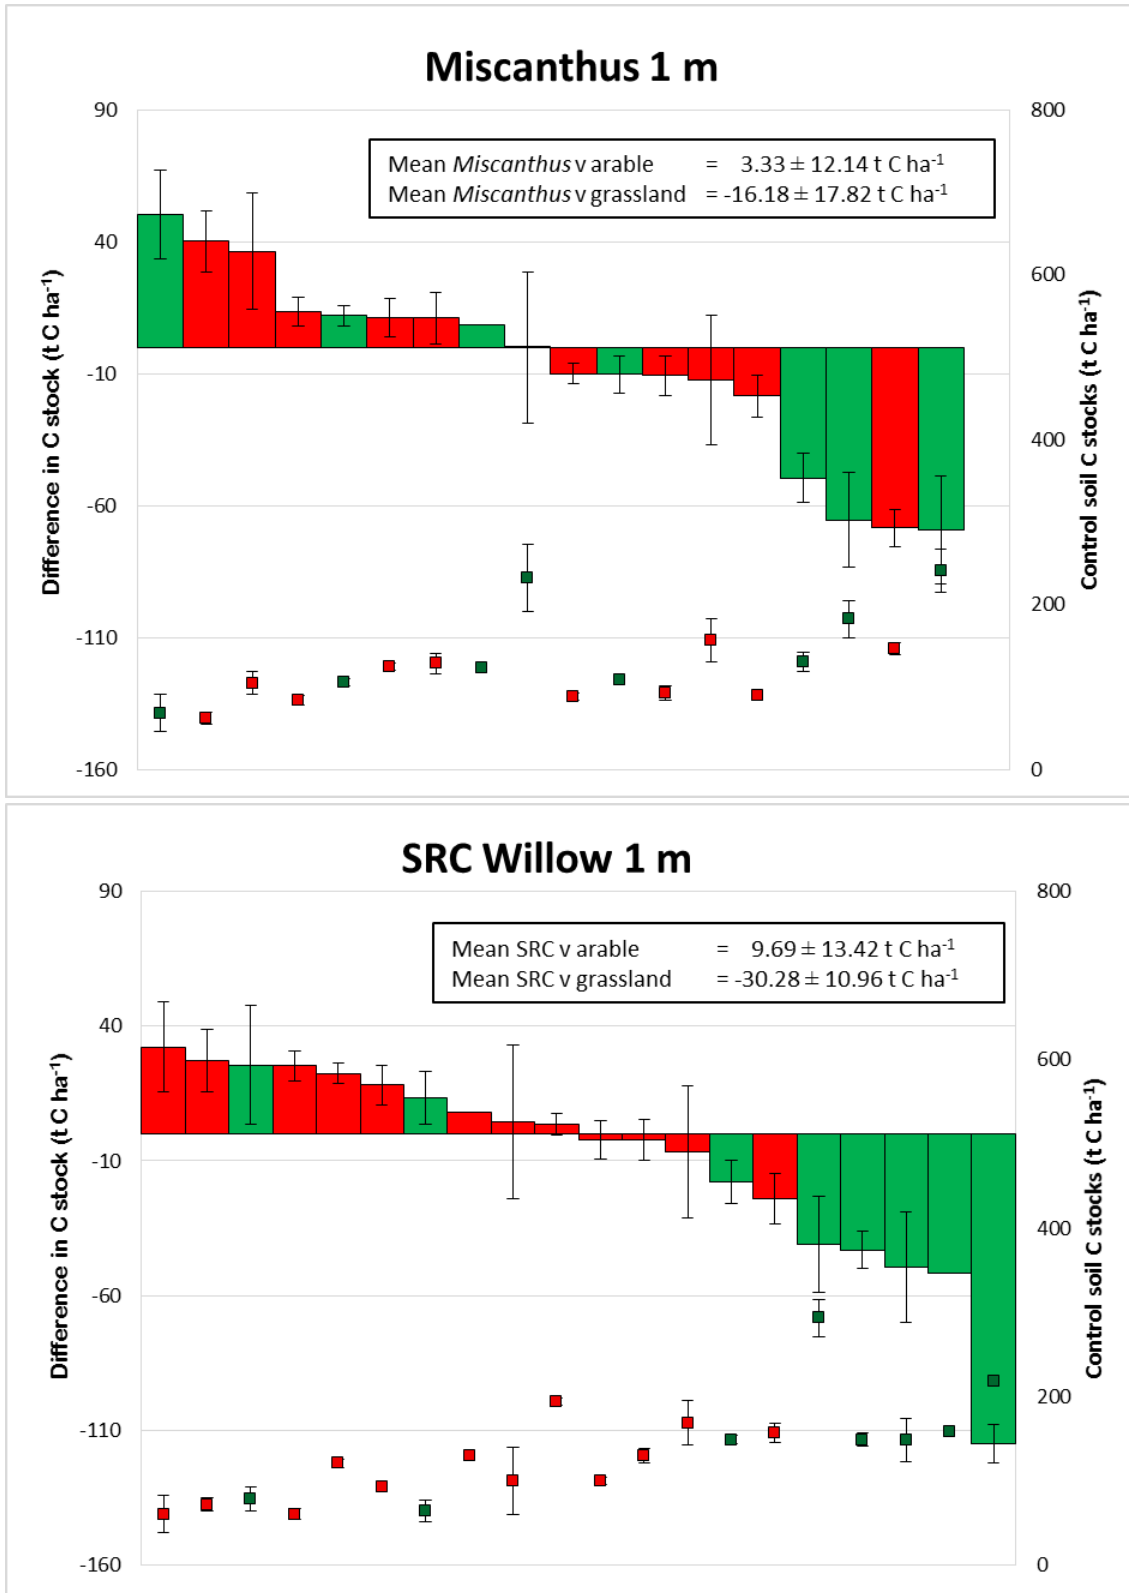 Miscanthus 1 m
90
40
-10
-60
-110
-160
Difference in C stock (t C ha-1)
Mean Miscanthus v arable = 3.33 ± 12.14 t C ha-1
Mean Miscanthus v grassland = -16.18 ± 17.82 t C ha-1
800
600
400
200
0
Control soil C stocks (t C ha-1)
SRC Willow 1 m
90
40
-10
-60
-110
-160
Difference in C stock (t C ha-1)
Mean SRC v arable = 9.69 ± 13.42 t C ha-1
Mean SRC v grassland = -30.28 ± 10.96 t C ha-1
800
600
400
200
0
Control soil C stocks (t C ha-1)